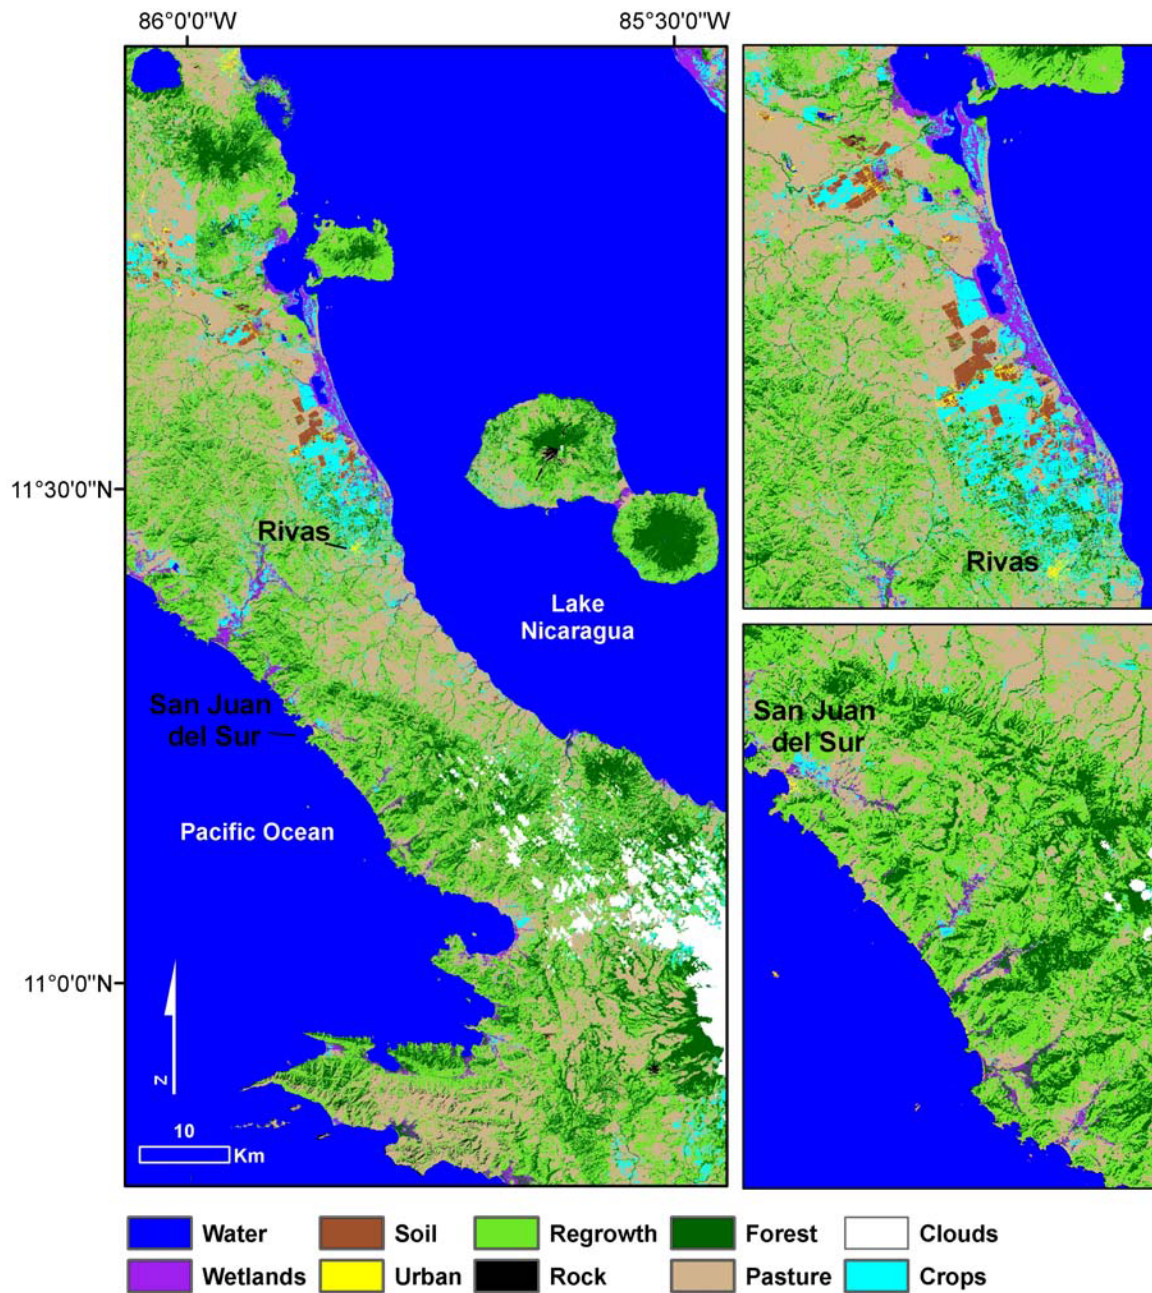 86°0'0"W
85°30'0"W
11°30'0"N
11°0'0"N
Rivas
Lake
Nicaragua
San Juan
del Sur
Pacific Ocean
N
10
Km
Rivas
San Juan
del Sur
Water
Soil
Regrowth
Forest
Clouds
Wetlands
Urban
Rock
Pasture
Crops